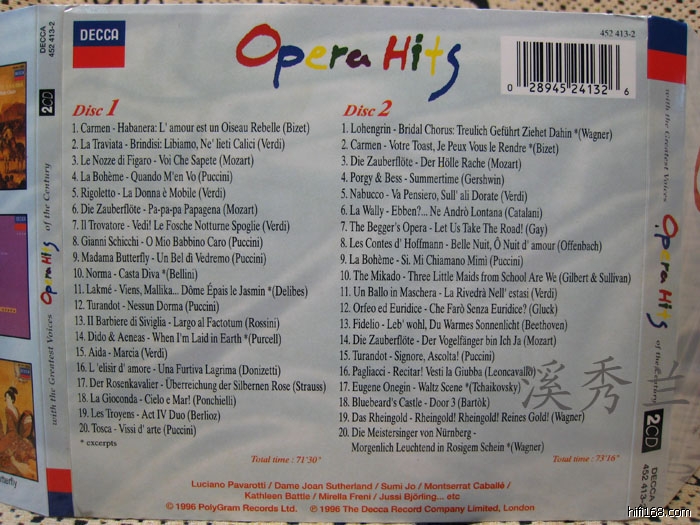 DECCA
452 413-2
2CD
of the Century
Opera Hits
with the Greatest Voices
DECCA
Opera Hits
452 413-2
0 28945 24132 6
Disc 1
1. Carmen - Habanera: L' amour est un Oiseau Rebelle (Bizet)
2. La Traviata - Brindisi: Libiamo, Ne' lieti Calici (Verdi)
3. Le Nozze di Figaro - Voi Che Sapete (Mozart)
4. La Bohème - Quando M'en Vo (Puccini)
5. Rigoletto - La Donna è Mobile (Verdi)
6. Die Zauberflöte - Pa-pa-pa Papagena (Mozart)
7. Il Trovatore - Vedi! Le Fosche Notturne Spoglie (Verdi)
8. Gianni Schicchi - O Mio Babbino Caro (Puccini)
9. Madama Butterfly - Un Bel dì Vedremo (Puccini)
10. Norma - Casta Diva *(Bellini)
11. Lakmé - Viens, Mallika... Dôme Épais le Jasmin *(Delibes)
12. Turandot - Nessun Dorma (Puccini)
13. Il Barbiere di Siviglia - Largo al Factotum (Rossini)
14. Dido & Aeneas - When I'm Laid in Earth *(Purcell)
15. Aida - Marcia (Verdi)
16. L'elisir d' amore - Una Furtiva Lagrima (Donizetti)
17. Der Rosenkavalier - Überreichung der Silbernen Rose (Strauss)
18. La Gioconda - Cielo e Mar! (Ponchielli)
19. Les Troyens - Act IV Duo (Berlioz)
20. Tosca - Vissi d' arte (Puccini)
* excerpts
Total time : 71'30"
Disc 2
1. Lohengrin - Bridal Chorus: Treulich Geführt Ziehet Dahin *(Wagner)
2. Carmen - Votre Toast, Je Peux Vous le Rendre *(Bizet)
3. Die Zauberflöte - Der Hölle Rache (Mozart)
4. Porgy & Bess - Summertime (Gershwin)
5. Nabucco - Va Pensiero, Sull' ali Dorate (Verdi)
6. La Wally - Ebben?... Ne Andrò Lontana (Catalani)
7. The Begger's Opera - Let Us Take The Road! (Gay)
8. Les Contes d' Hoffmann - Belle Nuit, Ô Nuit d' amour (Offenbach)
9. La Bohème - Si. Mi Chiamano Mimì (Puccini)
10. The Mikado - Three Little Maids from School Are We (Gilbert & Sullivan)
11. Un Ballo in Maschera - La Rivedrà Nell' estasi (Verdi)
12. Orfeo ed Euridice - Che Farò Senza Euridice? (Gluck)
13. Fidelio - Leb' wohl, Du Warmes Sonnenlicht (Beethoven)
14. Die Zauberflöte - Der Vogelfänger bin Ich Ja (Mozart)
15. Turandot - Signore, Ascolta! (Puccini)
16. Pagliacci - Recitar! Vesti la Giubba (Leoncavallo)
17. Eugene Onegin - Waltz Scene *(Tchaikovsky)
18. Bluebeard's Castle - Door 3 (Bartòk)
19. Das Rheingold - Rheingold! Rheingold! Reines Gold! (Wagner)
20. Die Meistersinger von Nürnberg -
Morgenlich Leuchtend in Rosigem Schein *(Wagner)
Total time : 73'16"
Luciano Pavarotti / Dame Joan Sutherland / Sumi Jo / Montserrat Caballé /
Kathleen Battle / Mirella Freni / Jussi Björling... etc
℗ 1996 PolyGram Records Ltd. © 1996 The Decca Record Company Limited, London
with the Greatest Voices
Opera Hits
of the Century
2CD
DECCA
452 413-2
溪秀兰
hifi168.com